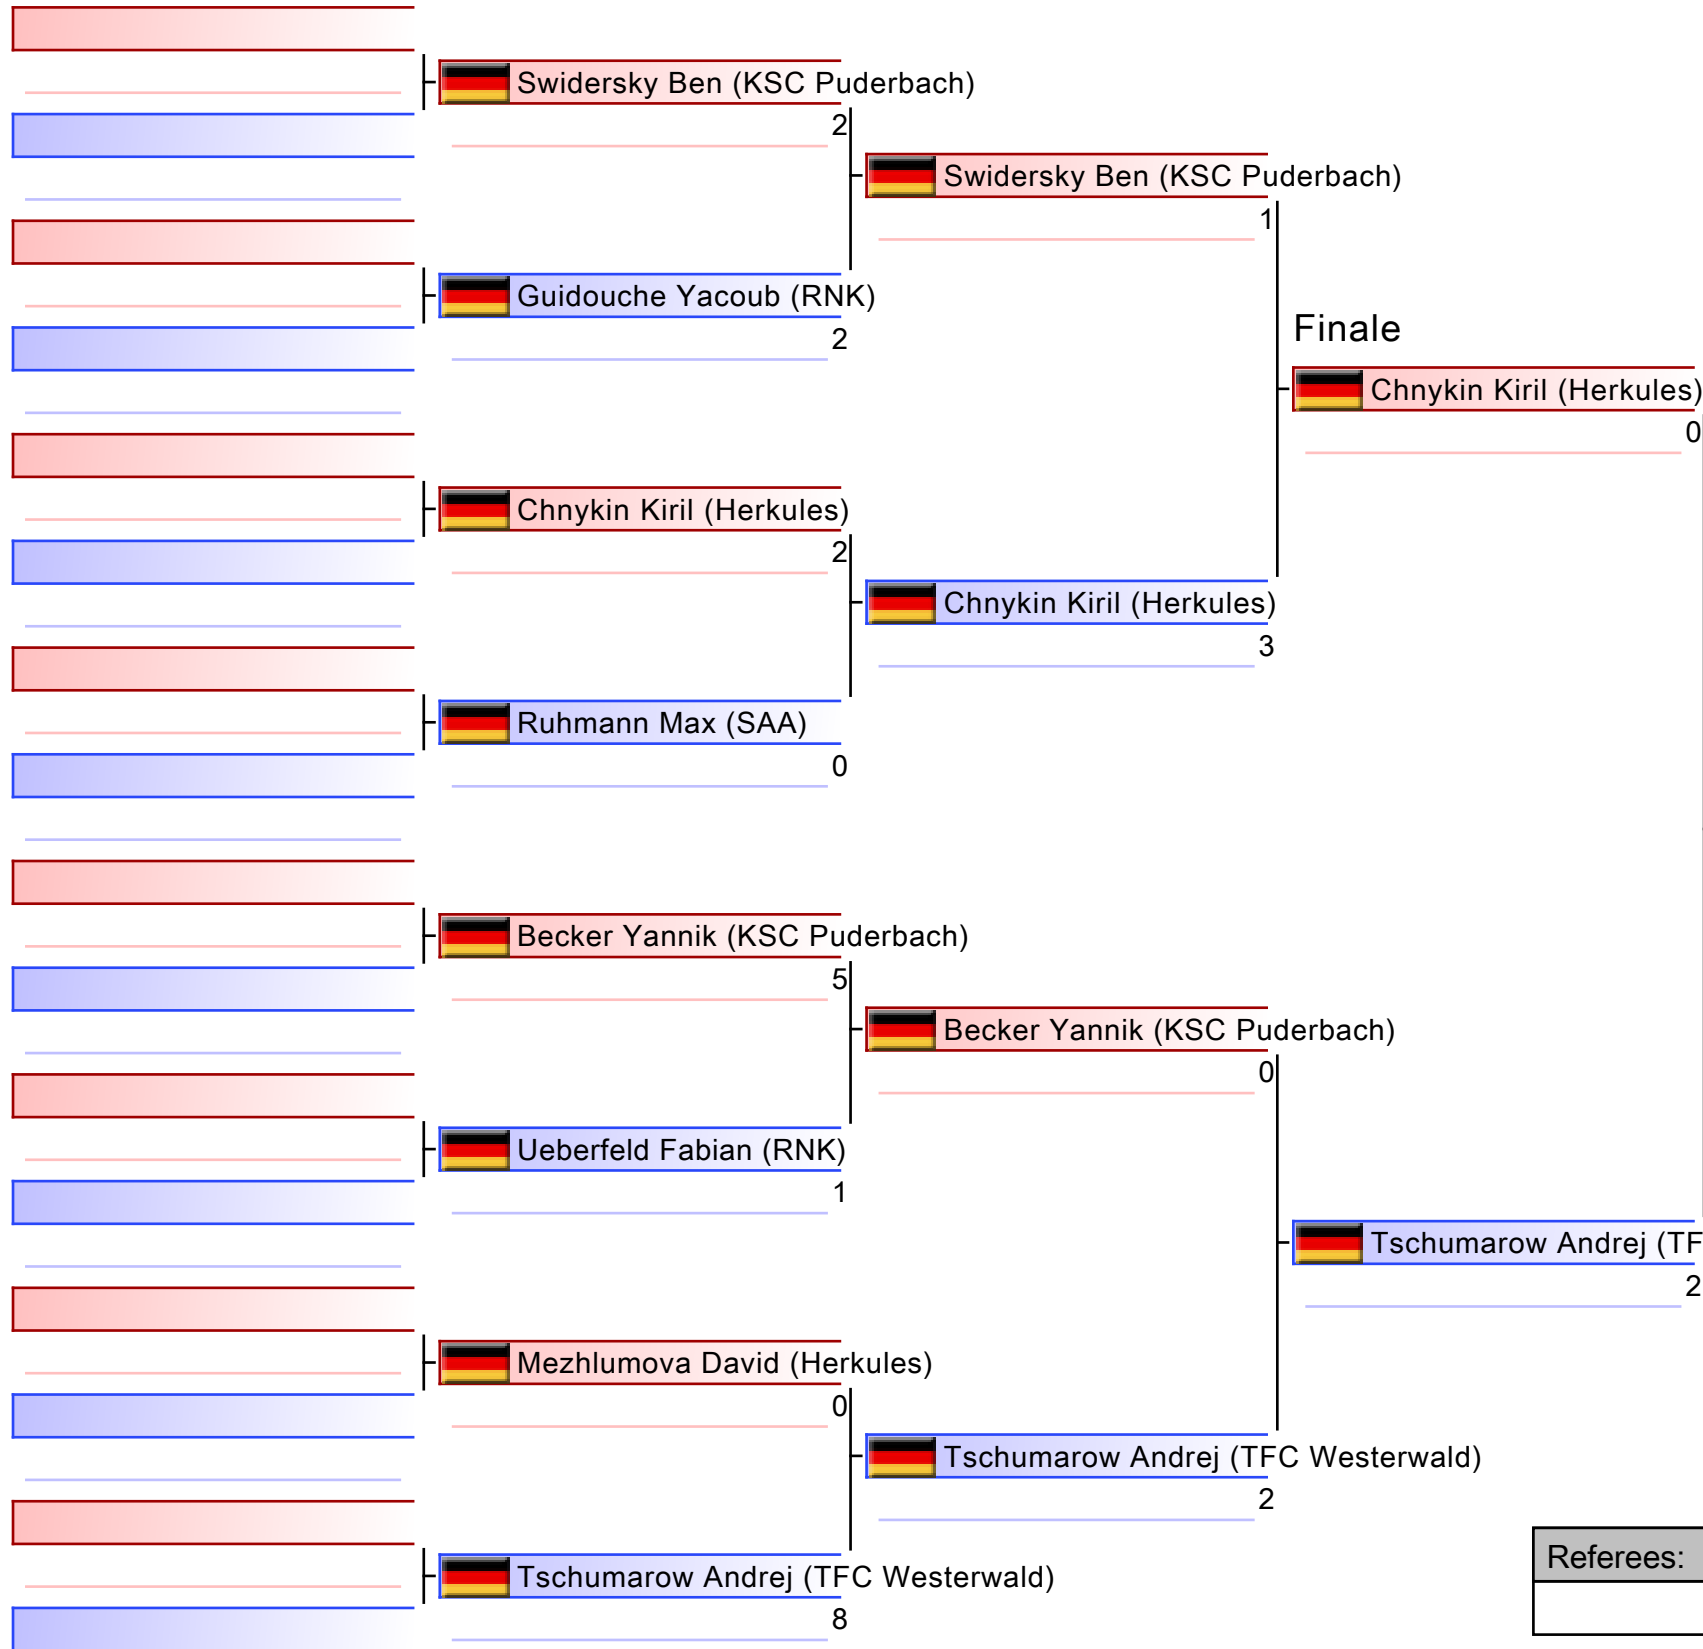 Swidersky Ben (KSC Puderbach)
2
Guidouche Yacoub (RNK)
2
Chnykin Kiril (Herkules)
2
Ruhmann Max (SAA)
0
Becker Yannik (KSC Puderbach)
5
Ueberfeld Fabian (RNK)
1
Mezhlumova David (Herkules)
0
Tschumarow Andrej (TFC Westerwald)
8
Swidersky Ben (KSC Puderbach)
1
Chnykin Kiril (Herkules)
3
Becker Yannik (KSC Puderbach)
0
Tschumarow Andrej (TFC Westerwald)
2
Finale
Chnykin Kiril (Herkules)
0
Tschumarow Andrej (TF
2
Referees: